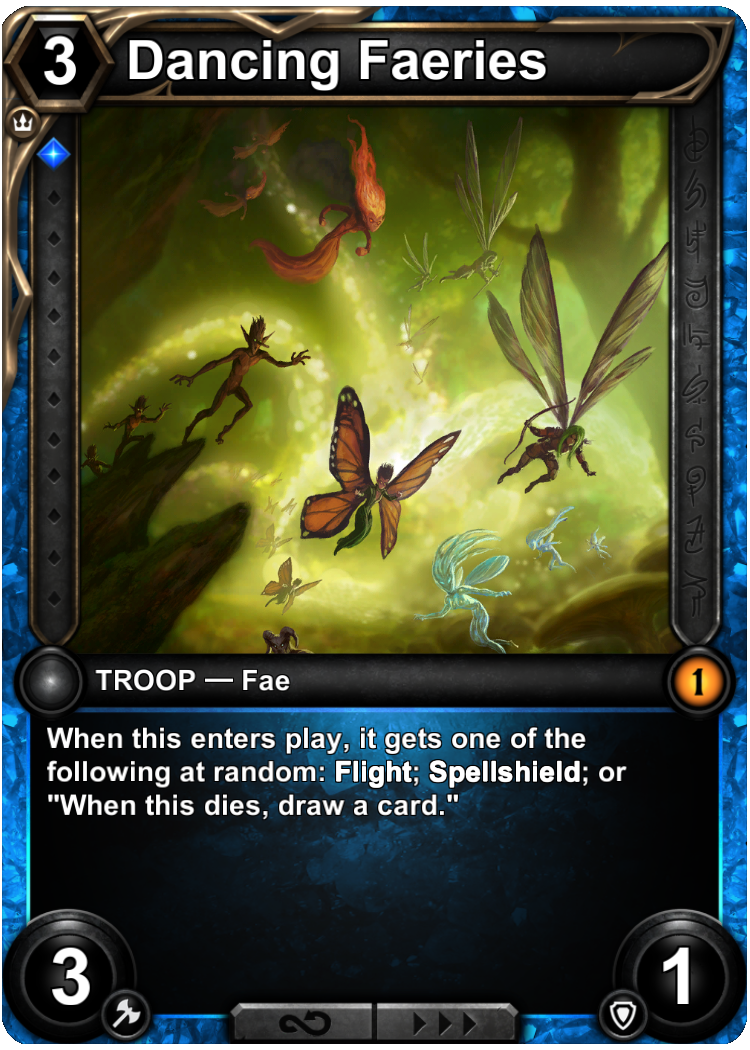 3 Dancing Faeries
TROOP — Fae
1
When this enters play, it gets one of the
following at random: Flight; Spellshield; or
"When this dies, draw a card."
3
1